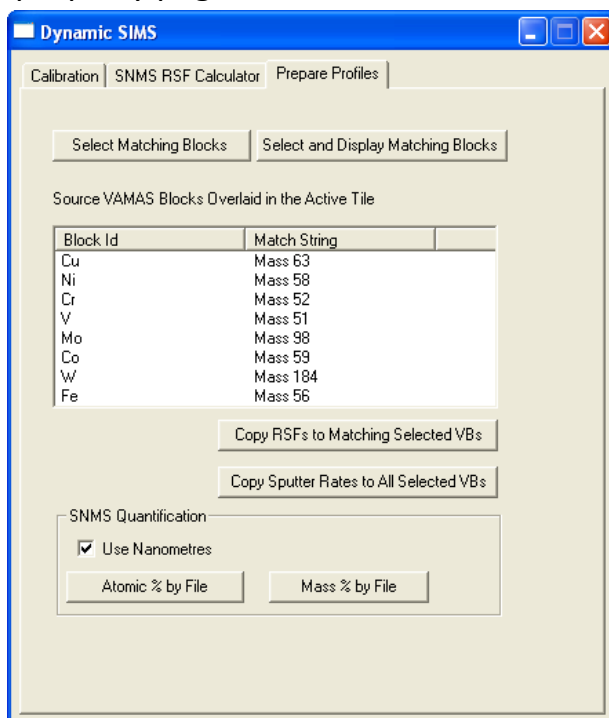 Dynamic SIMS
Calibration SNMS RSF Calculator Prepare Profiles
Select Matching Blocks Select and Display Matching Blocks
Source VAMAS Blocks Overlaid in the Active Tile
Block Id Match String
Cu Mass 63
Ni Mass 58
Cr Mass 52
V Mass 51
Mo Mass 98
Co Mass 59
W Mass 184
Fe Mass 56
Copy RSFs to Matching Selected VBs
Copy Sputter Rates to All Selected VBs
SNMS Quantification
Use Nanometres
Atomic % by File Mass % by File